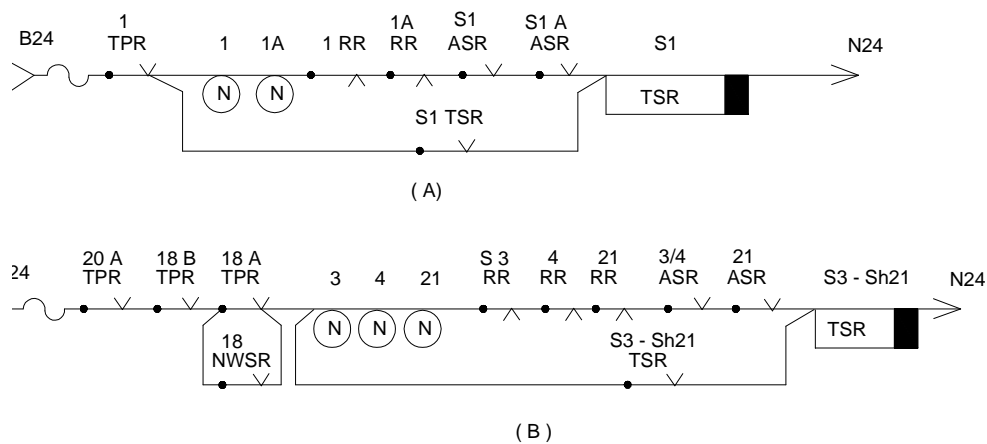 B24
1
TPR
1
1A
1 RR
1A
RR
S1
ASR
S1 A
ASR
S1
N24
N
N
TSR
S1 TSR
( A )
24
20 A
TPR
18 B
TPR
18 A
TPR
3
4
21
S 3
RR
4
RR
21
RR
3/4
ASR
21
ASR
S3 - Sh21
N24
N
N
N
TSR
18
NWSR
S3 - Sh21
TSR
( B )